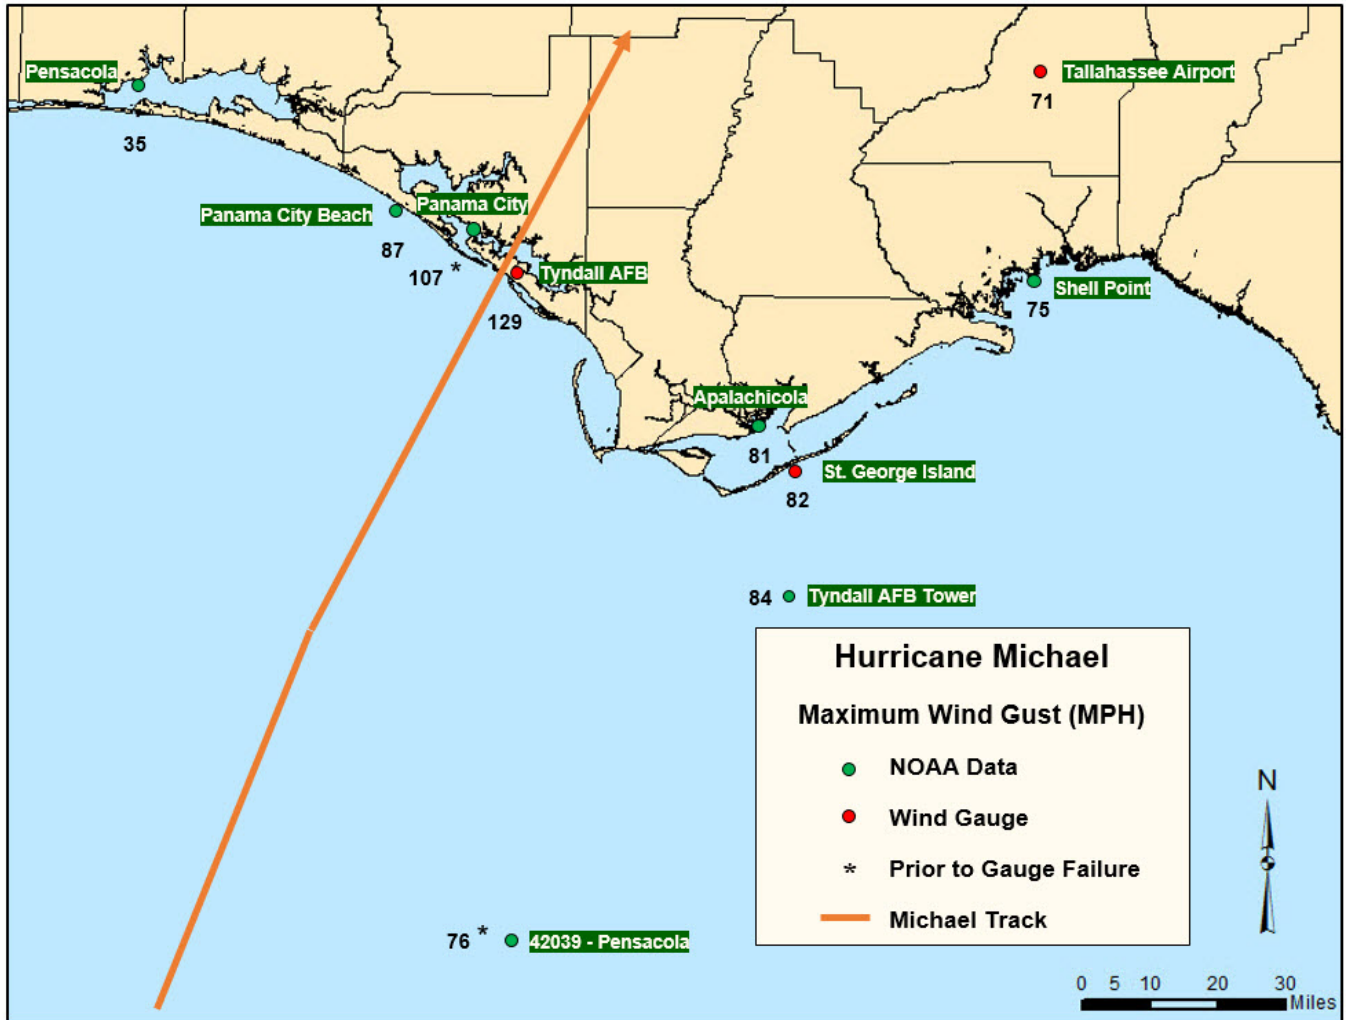 Pensacola
35
Tallahassee Airport
71
Panama City Beach
87
Panama City
107 *
Tyndall AFB
129
Shell Point
75
Apalachicola
81
St. George Island
82
84
Tyndall AFB Tower
76 *
42039 - Pensacola
Hurricane Michael
Maximum Wind Gust (MPH)
NOAA Data
Wind Gauge
* Prior to Gauge Failure
Michael Track
N
0 5 10 20 30
Miles